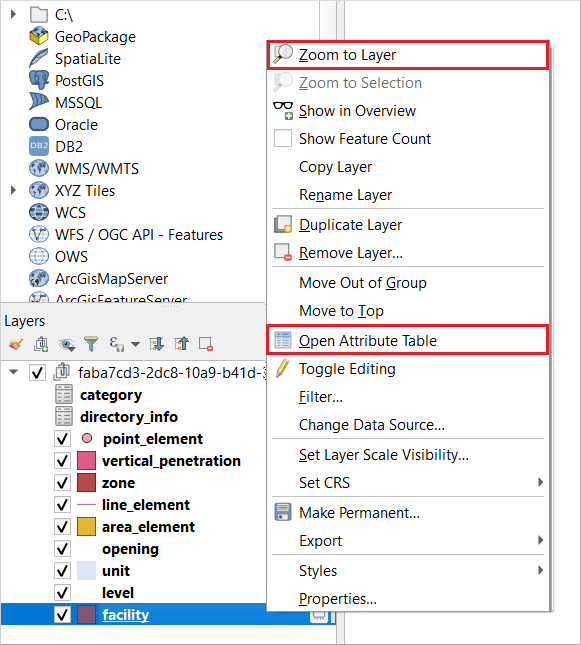 C:\
GeoPackage
SpatiaLite
PostGIS
MSSQL
Oracle
DB2
DB2
WMS/WMTS
XYZ Tiles
WCS
WFS / OGC API - Features
OWS
ArcGisMapServer
ArcGisFeatureServer
Layers
faba7cd3-2dc8-10a9-b41d-
category
directory_info
point_element
vertical_penetration
zone
line_element
area_element
opening
unit
level
facility
Zoom to Layer
Zoom to Selection
Show in Overview
Show Feature Count
Copy Layer
Rename Layer
Duplicate Layer
Remove Layer...
Move Out of Group
Move to Top
Open Attribute Table
Toggle Editing
Filter...
Change Data Source...
Set Layer Scale Visibility...
Set CRS
Make Permanent...
Export
Styles
Properties...